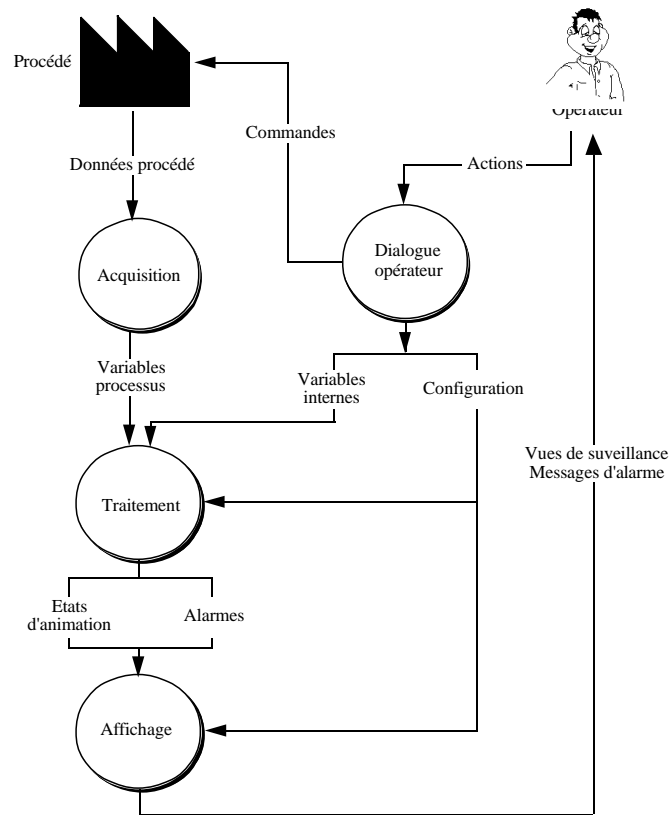 Procédé
Opérateur
Commandes
Données procédé
Actions
Acquisition
Dialogue
opérateur
Variables
processus
Variables
internes
Configuration
Vues de suveillance
Messages d'alarme
Traitement
Etats
d'animation
Alarmes
Affichage